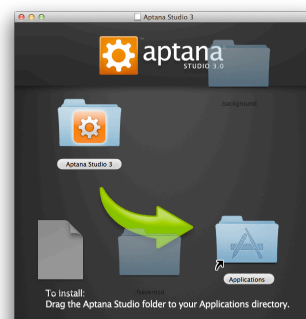 Aptana Studio 3
aptana
STUDIO 3.0
background
Aptana Studio 3
Applications
To Install:
Drag the Aptana Studio folder to your Applications directory.